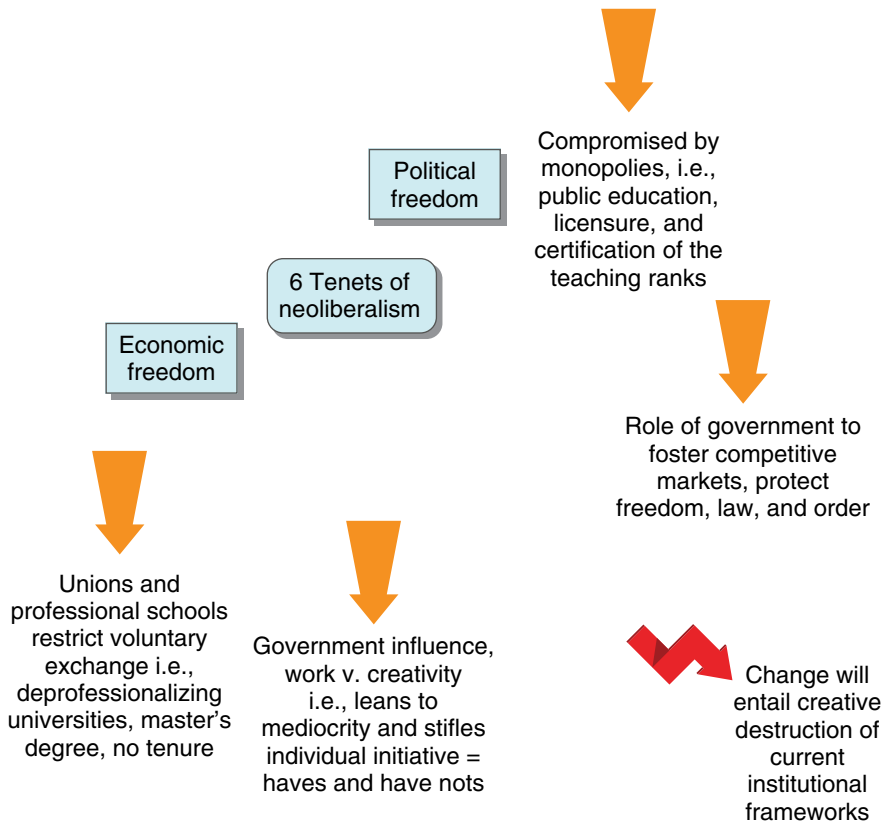 Political
freedom
Compromised by
monopolies, i.e.,
public education,
licensure, and
certification of the
teaching ranks
6 Tenets of
neoliberalism
Economic
freedom
Role of government to
foster competitive
markets, protect
freedom, law, and order
Unions and
professional schools
restrict voluntary
exchange i.e.,
deprofessionalizing
universities, master's
degree, no tenure
Government influence,
work v. creativity
i.e., leans to
mediocrity and stifles
individual initiative =
haves and have nots
Change will
entail creative
destruction of
current
institutional
frameworks